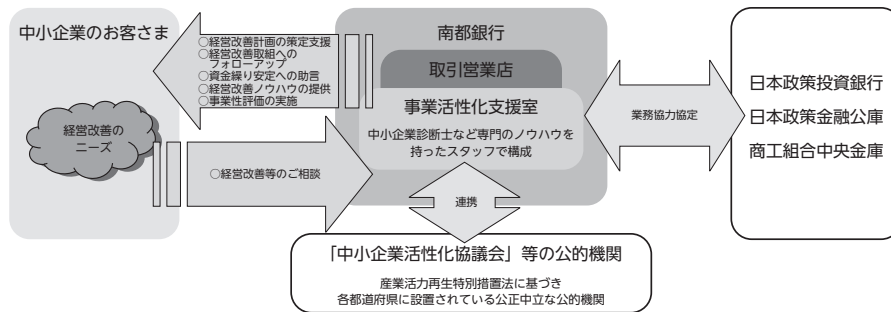 中小企業のお客さま
経営改善の
ニーズ
○経営改善計画の策定支援
○経営改善取組への
フォローアップ
○資金繰り安定への助言
○経営改善ノウハウの提供
○事業性評価の実施
○経営改善等のご相談
南都銀行
取引営業店
事業活性化支援室
中小企業診断士など専門のノウハウを
持ったスタッフで構成
業務協力協定
日本政策投資銀行
日本政策金融公庫
商工組合中央金庫
連携
「中小企業活性化協議会」等の公的機関
産業活力再生特別措置法に基づき
各都道府県に設置されている公正中立な公的機関